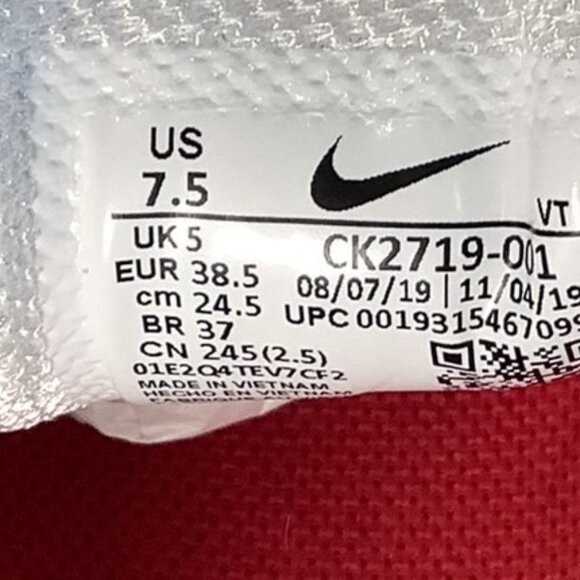 US
7.5
VT
UK 5
CK2719-001
EUR 38.5
08/07/19 | 11/04/19
cm 24.5
UPC 00193154670998
BR 37
CN 245(2.5)
01E2Q4TEV7CF2
MADE IN VIETNAM
HECHO EN VIETNAM